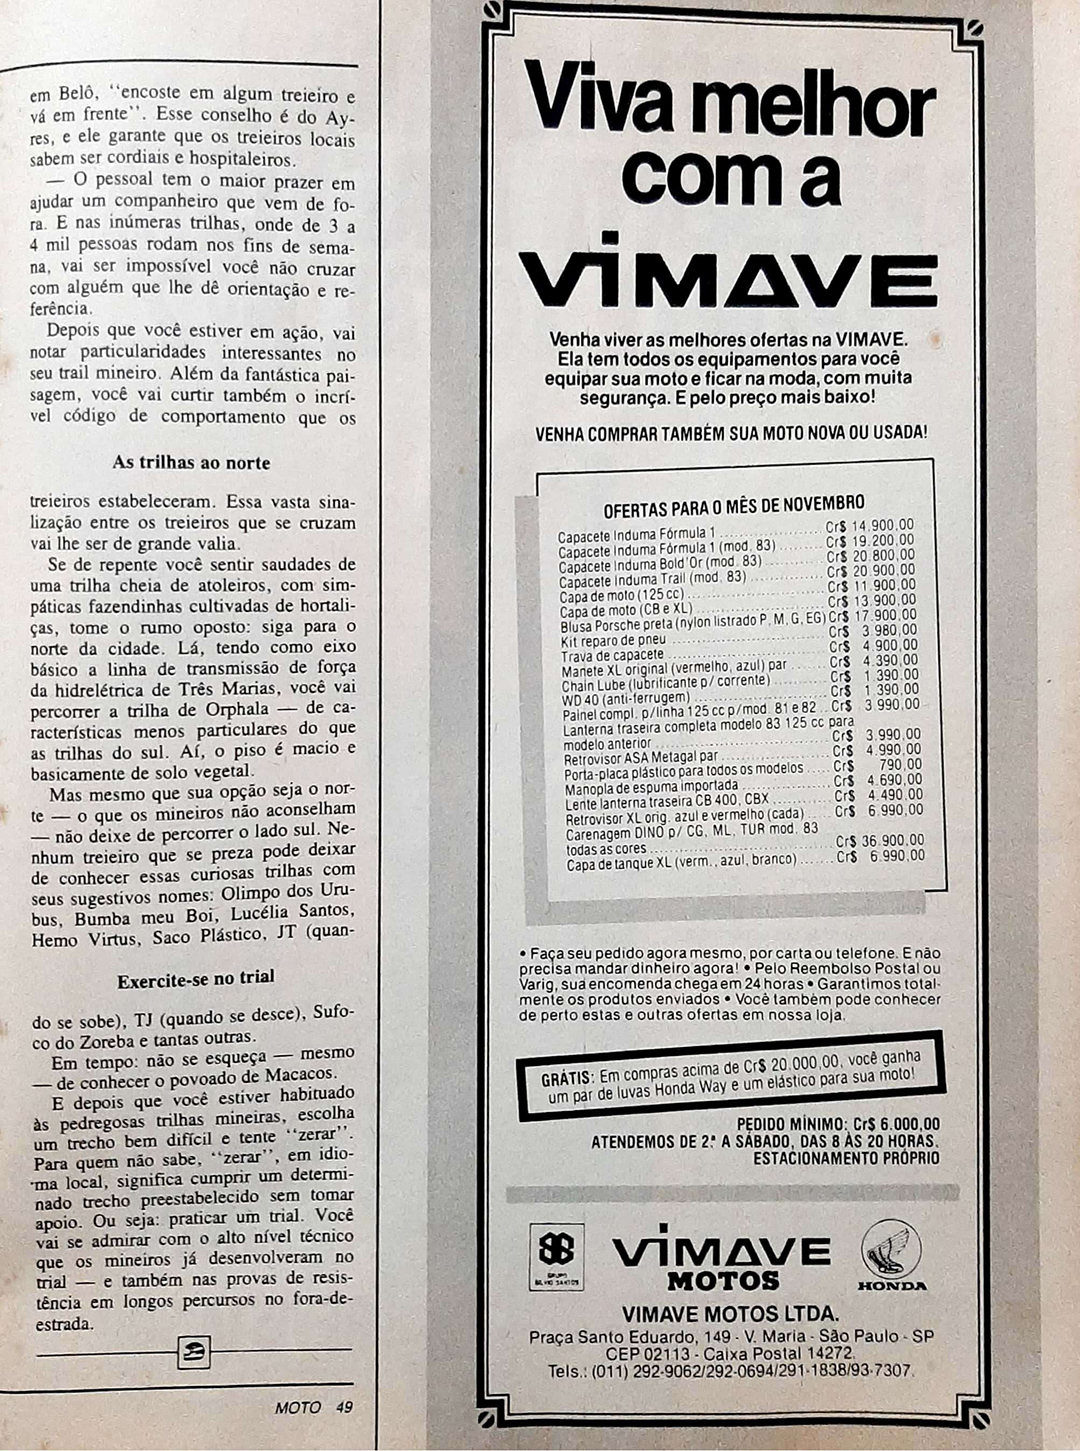 em Belô, "encoste em algum treieiro e
vá em frente". Esse conselho é do Ay-
res, e ele garante que os treieiros locais
sabem ser cordiais e hospitaleiros.
— O pessoal tem o maior prazer em
ajudar um companheiro que vem de fo-
ra. E nas inúmeras trilhas, onde de 3 a
4 mil pessoas rodam nos fins de sema-
na, vai ser impossível você não cruzar
com alguém que lhe dê orientação e re-
ferência.
Depois que você estiver em ação, vai
notar particularidades interessantes no
seu trail mineiro. Além da fantástica pai-
sagem, você vai curtir também o incrí-
vel código de comportamento que os
As trilhas ao norte
treieiros estabeleceram. Essa vasta sina-
lização entre os treieiros que se cruzam
vai lhe ser de grande valia.
Se de repente você sentir saudades de
uma trilha cheia de atoleiros, com sim-
páticas fazendinhas cultivadas de hortali-
ças, tome o rumo oposto: siga para o
norte da cidade. Lá, tendo como eixo
básico a linha de transmissão de força
da hidrelétrica de Três Marias, você vai
percorrer a trilha de Orphala — de ca-
racterísticas menos particulares do que
as trilhas do sul. Aí, o piso é macio e
basicamente de solo vegetal.
Mas mesmo que sua opção seja o nor-
te — o que os mineiros não aconselham
— não deixe de percorrer o lado sul. Ne-
nhum treieiro que se preza pode deixar
de conhecer essas curiosas trilhas com
seus sugestivos nomes: Olimpo dos Uru-
bus, Bumba meu Boi, Lucélia Santos,
Hemo Virtus, Saco Plástico, JT (quan-
Exercite-se no trial
do se sobe), TJ (quando se desce), Sufo-
co do Zoreba e tantas outras.
Em tempo: não se esqueça — mesmo
— de conhecer o povoado de Macacos.
E depois que você estiver habituado
às pedregosas trilhas mineiras, escolha
um trecho bem difícil e tente "zerar".
Para quem não sabe, "zerar", em idio-
ma local, significa cumprir um determi-
nado trecho preestabelecido sem tomar
apoio. Ou seja: praticar um trial. Você
vai se admirar com o alto nível técnico
que os mineiros já desenvolveram no
trial — e também nas provas de resis-
tência em longos percursos no fora-de-
estrada.
MOTO 49
Viva melhor
com a
VIMAVE
Venha viver as melhores ofertas na VIMAVE.
Ela tem todos os equipamentos para você
equipar sua moto e ficar na moda, com muita
segurança. E pelo preço mais baixo!
VENHA COMPRAR TAMBÉM SUA MOTO NOVA OU USADA!
OFERTAS PARA O MÊS DE NOVEMBRO
Capacete Induma Fórmula 1 ........ Cr$ 14.900,00
Capacete Induma Fórmula 1 (mod. 83) ........ Cr$ 19.200,00
Capacete Induma Bold'Or (mod. 83) ........ Cr$ 20.800,00
Capacete Induma Trail (mod. 83) ........ Cr$ 20.900,00
Capa de moto (125 cc) ........ Cr$ 11.900,00
Capa de moto (CB e XL) ........ Cr$ 13.900,00
Blusa Porsche preta (nylon listrado P, M, G, EG) Cr$ 17.900,00
Kit reparo de pneu ........ Cr$ 3.980,00
Trava de capacete ........ Cr$ 4.900,00
Manete XL original (vermelho, azul) par ........ Cr$ 4.390,00
Chain Lube (lubrificante p/ corrente) ........ Cr$ 1.390,00
WD 40 (anti-ferrugem) ........ Cr$ 1.390,00
Painel compl. p/linha 125 cc p/mod. 81 e 82 .. Cr$ 3.990,00
Lanterna traseira completa modelo 83 125 cc para
modelo anterior ........ Cr$ 3.990,00
Retrovisor ASA Metagal par ........ Cr$ 4.990,00
Porta-placa plástico para todos os modelos ..... Cr$ 790,00
Manopla de espuma importada ........ Cr$ 4.690,00
Lente lanterna traseira CB 400, CBX ........ Cr$ 4.490,00
Retrovisor XL orig. azul e vermelho (cada) .... Cr$ 6.990,00
Carenagem DINO p/ CG, ML, TUR mod. 83
todas as cores ........ Cr$ 36.900,00
Capa de tanque XL (verm., azul, branco) ...... Cr$ 6.990,00
• Faça seu pedido agora mesmo, por carta ou telefone. E não
precisa mandar dinheiro agora! • Pelo Reembolso Postal ou
Varig, sua encomenda chega em 24 horas • Garantimos total-
mente os produtos enviados • Você também pode conhecer
de perto estas e outras ofertas em nossa loja.
GRÁTIS: Em compras acima de Cr$ 20.000,00, você ganha
um par de luvas Honda Way e um elástico para sua moto!
PEDIDO MÍNIMO: Cr$ 6.000,00
ATENDEMOS DE 2.ª A SÁBADO, DAS 8 ÀS 20 HORAS.
ESTACIONAMENTO PRÓPRIO
GRUPO
SILVIO SANTOS
VIMAVE
MOTOS
HONDA
VIMAVE MOTOS LTDA.
Praça Santo Eduardo, 149 - V. Maria - São Paulo - SP
CEP 02113 - Caixa Postal 14272.
Tels.: (011) 292-9062/292-0694/291-1838/93-7307.